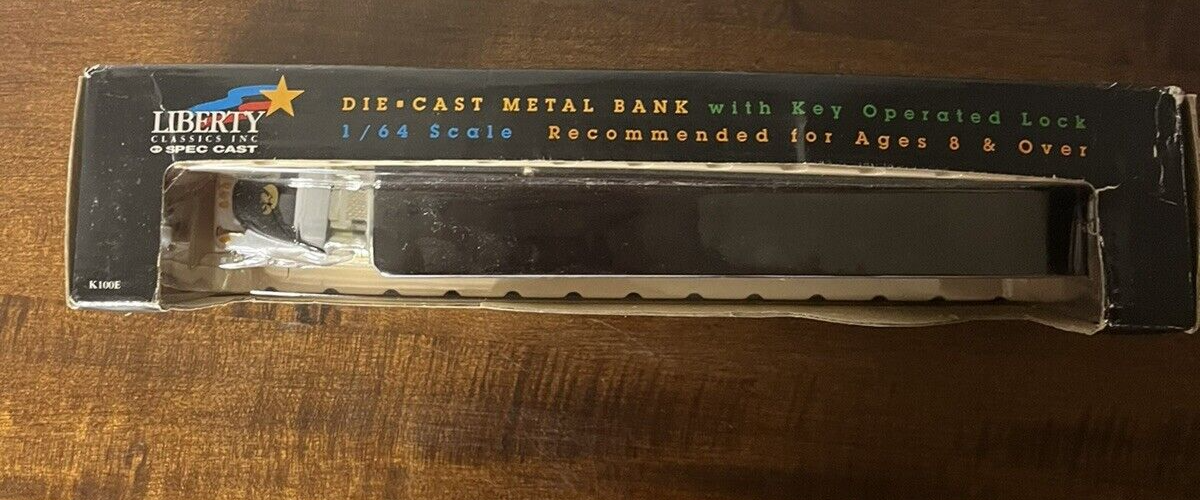 LIBERTY
CLASSICS INC
SPEC CAST
DIE-CAST METAL BANK with Key Operated Lock
1/64 Scale Recommended for Ages 8 & Over
K100E